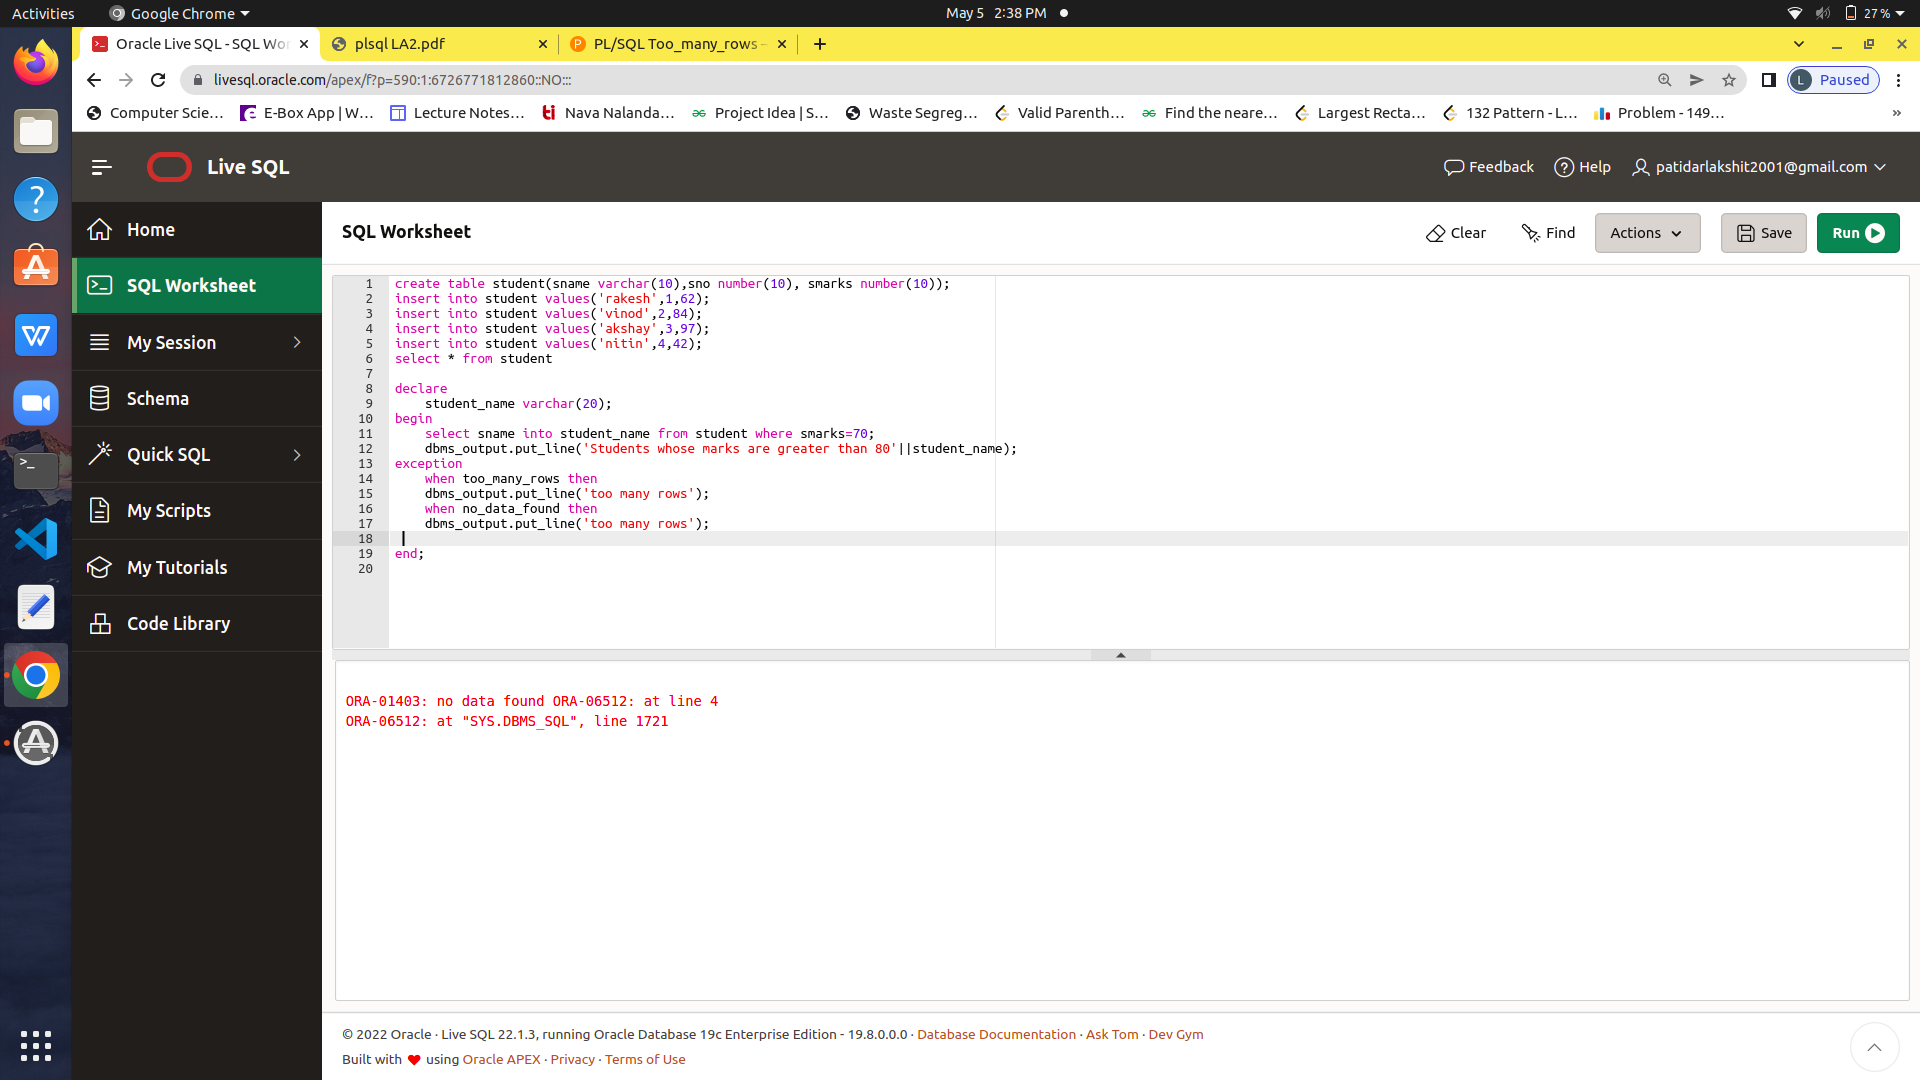 Activities
Google Chrome
May 5 2:38 PM
27 %
Oracle Live SQL - SQL Wor
plsql LA2.pdf
PL/SQL Too_many_rows -
livesql.oracle.com/apex/f?p=590:1:6726771812860::NO:::
L
Paused
Computer Scie…
E-Box App | W…
Lecture Notes…
Nava Nalanda…
Project Idea | S…
Waste Segreg…
Valid Parenth…
Find the neare…
Largest Recta…
132 Pattern - L…
Problem - 149…
»
Live SQL
Feedback
Help
patidarlakshit2001@gmail.com
Home
SQL Worksheet
My Session
Schema
Quick SQL
My Scripts
My Tutorials
Code Library
SQL Worksheet
Clear
Find
Actions
Save
Run
1 create table student(sname varchar(10),sno number(10), smarks number(10));
2 insert into student values('rakesh',1,62);
3 insert into student values('vinod',2,84);
4 insert into student values('akshay',3,97);
5 insert into student values('nitin',4,42);
6 select * from student
7
8 declare
9 student_name varchar(20);
10 begin
11 select sname into student_name from student where smarks=70;
12 dbms_output.put_line('Students whose marks are greater than 80'||student_name);
13 exception
14 when too_many_rows then
15 dbms_output.put_line('too many rows');
16 when no_data_found then
17 dbms_output.put_line('too many rows');
18
19 end;
20
ORA-01403: no data found ORA-06512: at line 4
ORA-06512: at "SYS.DBMS_SQL", line 1721
© 2022 Oracle · Live SQL 22.1.3, running Oracle Database 19c Enterprise Edition - 19.8.0.0.0 · Database Documentation · Ask Tom · Dev Gym
Built with ❤ using Oracle APEX · Privacy · Terms of Use